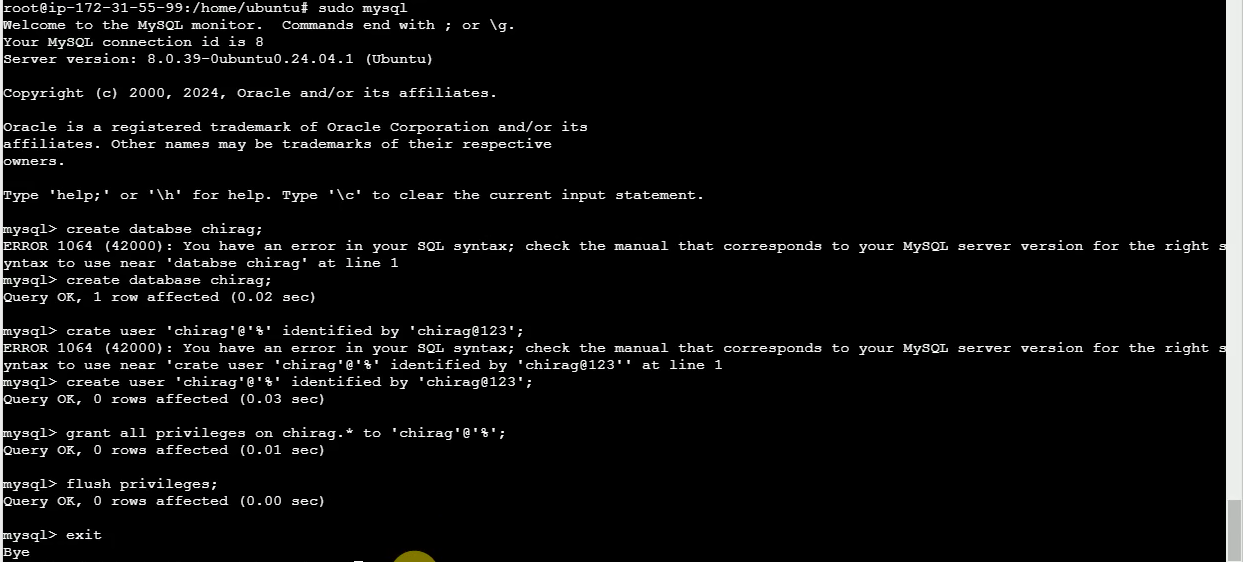 root@ip-172-31-55-99:/home/ubuntu# sudo mysql
Welcome to the MySQL monitor.  Commands end with ; or \g.
Your MySQL connection id is 8
Server version: 8.0.39-0ubuntu0.24.04.1 (Ubuntu)
Copyright (c) 2000, 2024, Oracle and/or its affiliates.
Oracle is a registered trademark of Oracle Corporation and/or its
affiliates. Other names may be trademarks of their respective
owners.
Type 'help;' or '\h' for help. Type '\c' to clear the current input statement.
mysql> create databse chirag;
ERROR 1064 (42000): You have an error in your SQL syntax; check the manual that corresponds to your MySQL server version for the right s
yntax to use near 'databse chirag' at line 1
mysql> create database chirag;
Query OK, 1 row affected (0.02 sec)
mysql> crate user 'chirag'@'%' identified by 'chirag@123';
ERROR 1064 (42000): You have an error in your SQL syntax; check the manual that corresponds to your MySQL server version for the right s
yntax to use near 'crate user 'chirag'@'%' identified by 'chirag@123'' at line 1
mysql> create user 'chirag'@'%' identified by 'chirag@123';
Query OK, 0 rows affected (0.03 sec)
mysql> grant all privileges on chirag.* to 'chirag'@'%';
Query OK, 0 rows affected (0.01 sec)
mysql> flush privileges;
Query OK, 0 rows affected (0.00 sec)
mysql> exit
Bye